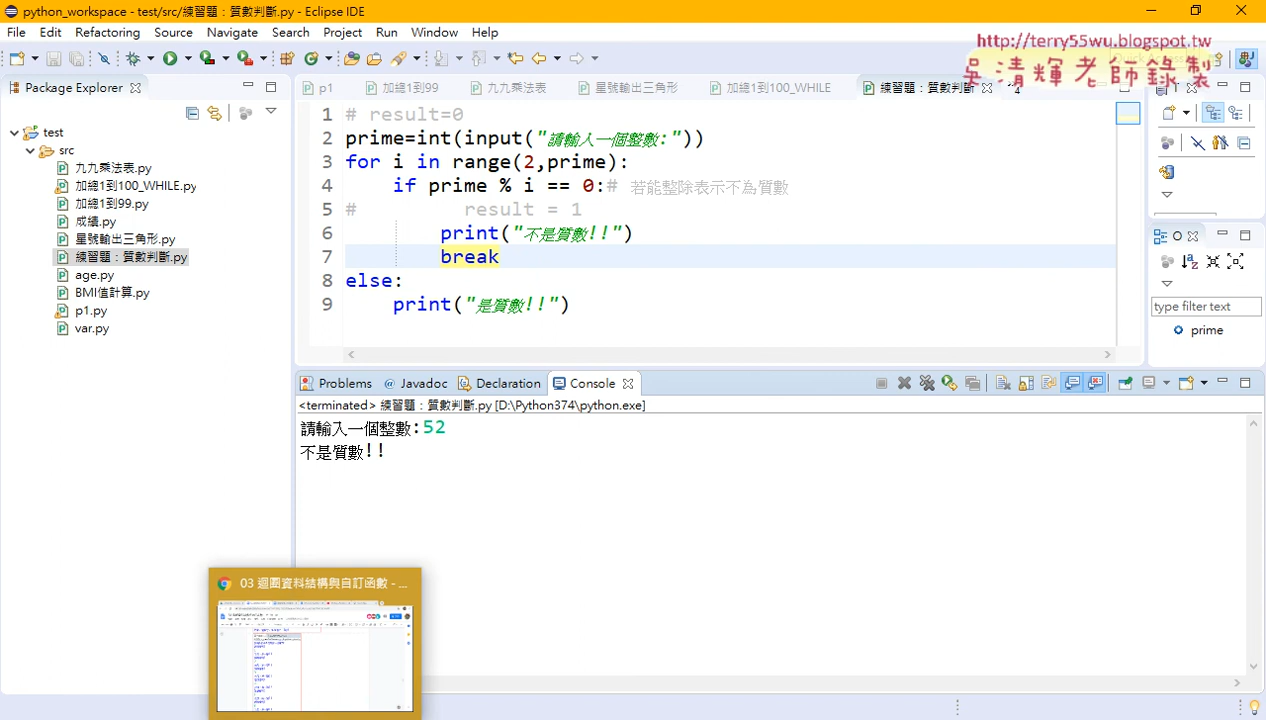 python_workspace - test/src/練習題：質數判斷.py - Eclipse IDE
File Edit Refactoring Source Navigate Search Project Run Window Help
http://terry55wu.blogspot.tw
吳清輝老師錄製
Package Explorer
p1 加總1到99 九九乘法表 星號輸出三角形 加總1到100_WHILE 練習題：質數判斷
test
src
九九乘法表.py
加總1到100_WHILE.py
加總1到99.py
成績.py
星號輸出三角形.py
練習題：質數判斷.py
age.py
BMI值計算.py
p1.py
var.py
1 # result=0
2 prime=int(input("請輸入一個整數:"))
3 for i in range(2,prime):
4 if prime % i == 0:# 若能整除表示不為質數
5 # result = 1
6 print("不是質數!!")
7 break
8 else:
9 print("是質數!!")
type filter text
prime
Problems @ Javadoc Declaration Console
<terminated> 練習題：質數判斷.py [D:\Python374\python.exe]
請輸入一個整數:52
不是質數!!
03 迴圈資料結構與自訂函數 - ...